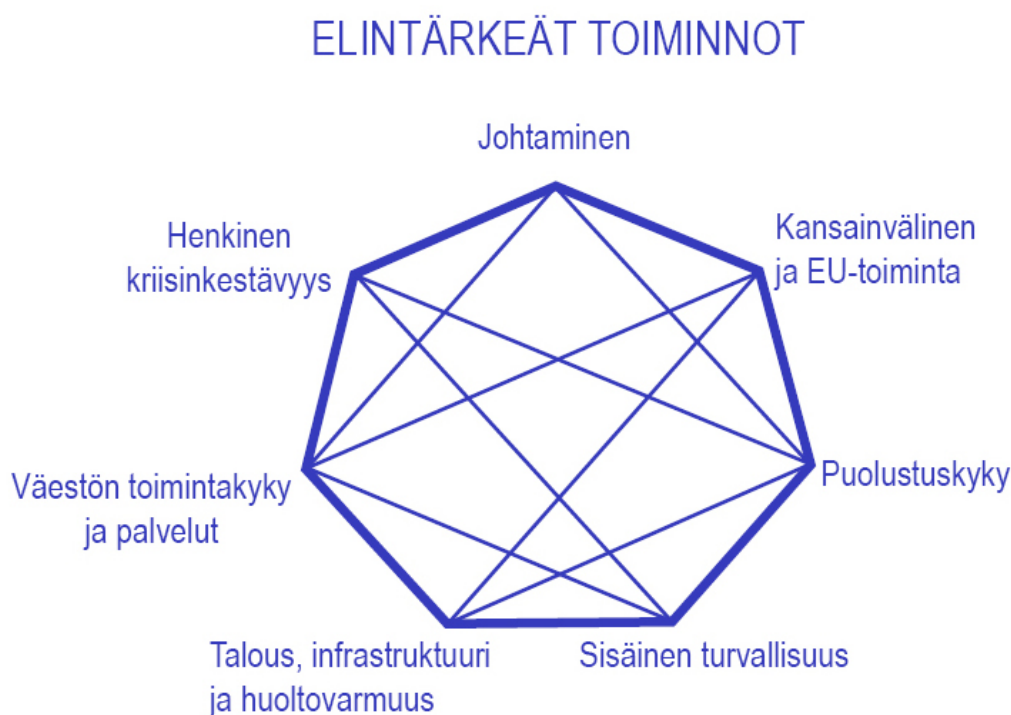 ELINTÄRKEÄT TOIMINNOT
Johtaminen
Kansainvälinen
ja EU-toiminta
Henkinen
kriisinkestävyys
Puolustuskyky
Väestön toimintakyky
ja palvelut
Talous, infrastruktuuri
ja huoltovarmuus
Sisäinen turvallisuus